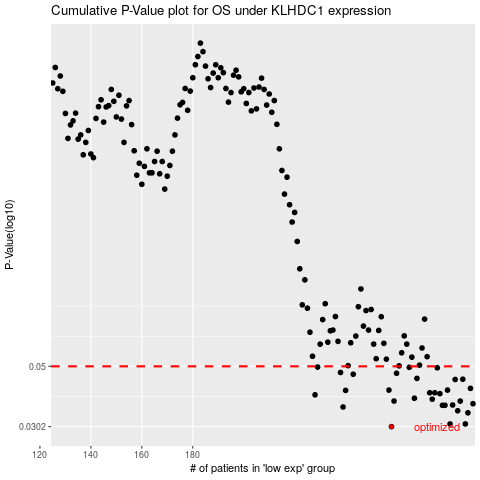 Cumulative P-Value plot for OS under KLHDC1 expression
P-Value(log10)
0.05
0.0302
optimized
120 140 160 180
# of patients in 'low exp' group